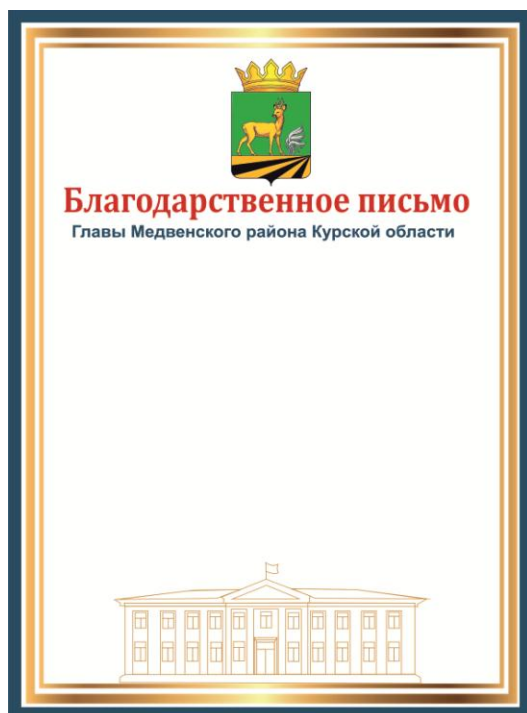 Благодарственное письмо
Главы Медвенского района Курской области